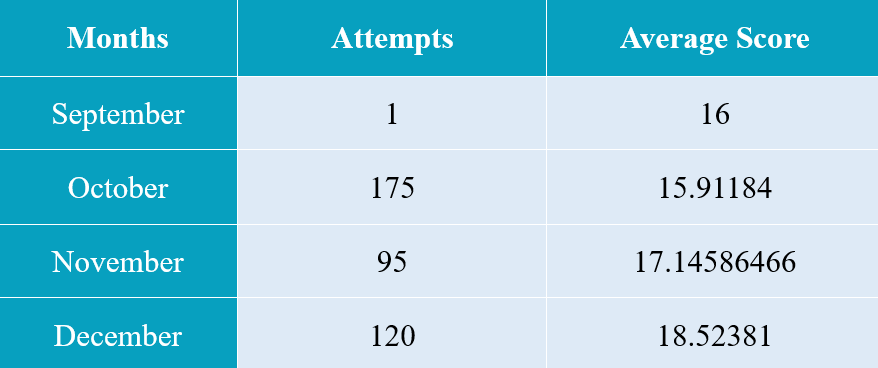 Months Attempts Average Score
September 1 16
October 175 15.91184
November 95 17.14586466
December 120 18.52381